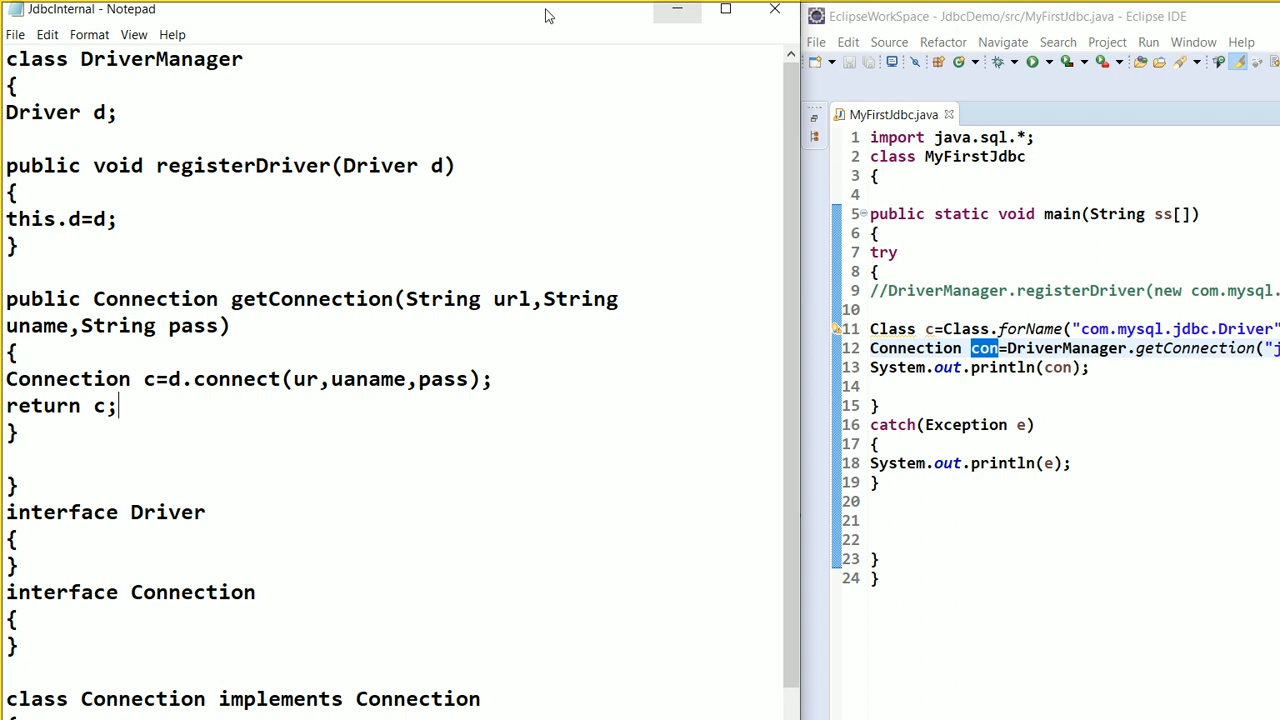 JdbcInternal - Notepad
File Edit Format View Help
class DriverManager
{
Driver d;
public void registerDriver(Driver d)
{
this.d=d;
}
public Connection getConnection(String url,String
uname,String pass)
{
Connection c=d.connect(ur,uaname,pass);
return c;
}
}
interface Driver
{
}
interface Connection
{
}
class Connection implements Connection
EclipseWorkSpace - JdbcDemo/src/MyFirstJdbc.java - Eclipse IDE
File Edit Source Refactor Navigate Search Project Run Window Help
MyFirstJdbc.java
1 import java.sql.*;
2 class MyFirstJdbc
3 {
4
5 public static void main(String ss[])
6 {
7 try
8 {
9 //DriverManager.registerDriver(new com.mysql.
10
11 Class c=Class.forName("com.mysql.jdbc.Driver"
12 Connection con=DriverManager.getConnection("j
13 System.out.println(con);
14
15 }
16 catch(Exception e)
17 {
18 System.out.println(e);
19 }
20
21
22
23 }
24 }